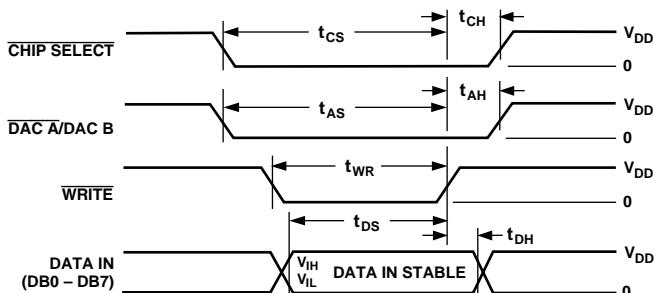 tCS
tCH
VDD
CHIP SELECT
0
tAS
tAH
VDD
DAC A/DAC B
0
tWR
VDD
WRITE
0
tDS
tDH
DATA IN
(DB0 – DB7)
VIH
VIL
DATA IN STABLE
VDD
0